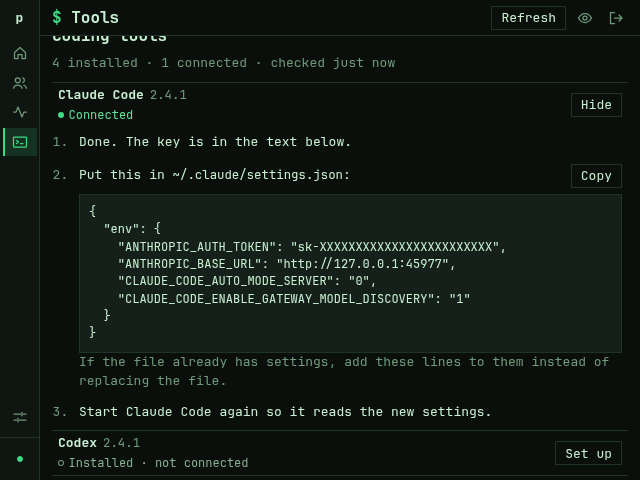 p
$ Tools
Refresh
Coding tools
4 installed · 1 connected · checked just now
Claude Code 2.4.1
Connected
Hide
1. Done. The key is in the text below.
2. Put this in ~/.claude/settings.json:
Copy
{
  "env": {
    "ANTHROPIC_AUTH_TOKEN": "sk-XXXXXXXXXXXXXXXXXXXXXXXX",
    "ANTHROPIC_BASE_URL": "http://127.0.0.1:45977",
    "CLAUDE_CODE_AUTO_MODE_SERVER": "0",
    "CLAUDE_CODE_ENABLE_GATEWAY_MODEL_DISCOVERY": "1"
  }
}
If the file already has settings, add these lines to them instead of
replacing the file.
3. Start Claude Code again so it reads the new settings.
Codex 2.4.1
Installed · not connected
Set up